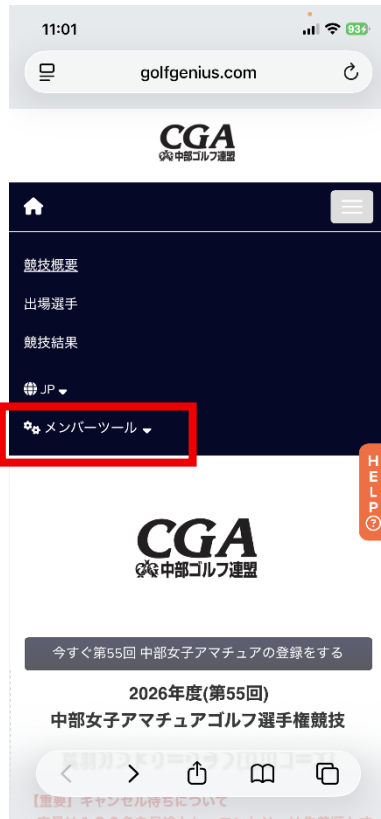 11:01
93
golfgenius.com
CGA
中部ゴルフ連盟
競技概要
出場選手
競技結果
JP
メンバーツール
HELP?
CGA
中部ゴルフ連盟
今すぐ第55回 中部女子アマチュアの登録をする
2026年度(第55回)
中部女子アマチュアゴルフ選手権競技
【重要】キャンセル待ちについて